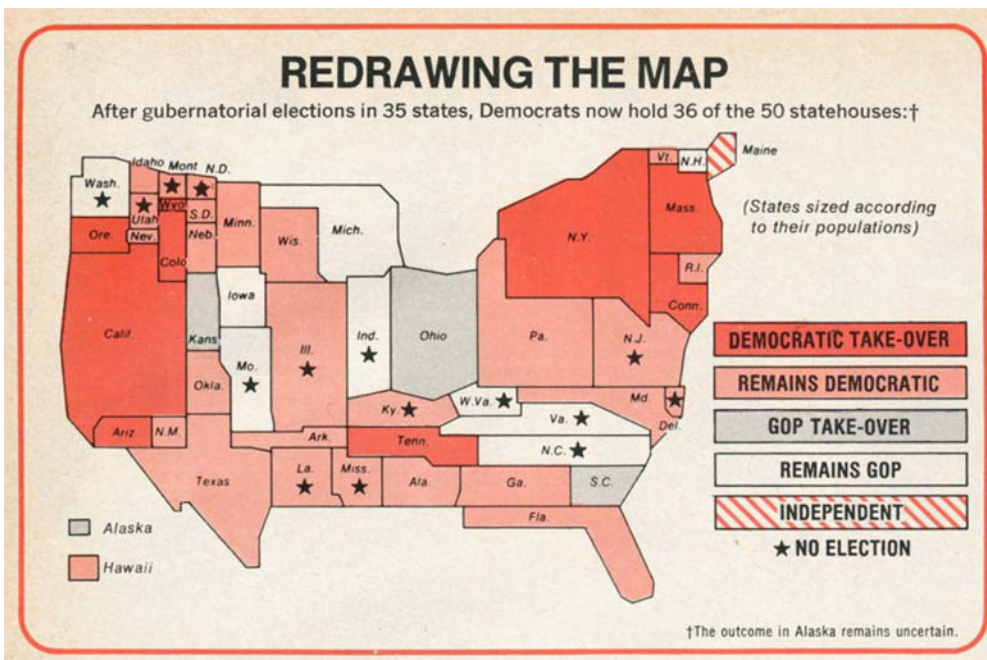 REDRAWING THE MAP
After gubernatorial elections in 35 states, Democrats now hold 36 of the 50 statehouses:†
Idaho Mont N.D.
Wash.
Vt. N.H. Maine
Utah Wyo
S.D.
Minn.
Mass.
(States sized according
to their populations)
Ore. Nev. Neb.
Wis.
Mich.
N.Y.
R.I.
Colo
Iowa
Conn.
Calif.
Kans
Ill.
Ind.
Ohio
Pa.
N.J.
DEMOCRATIC TAKE-OVER
Mo.
Okla.
W.Va.
Md.
REMAINS DEMOCRATIC
Ky.
Va.
Del.
GOP TAKE-OVER
Ariz. N.M.
Ark.
Tenn.
N.C.
REMAINS GOP
Texas
La.
Miss.
Ala.
Ga.
S.C.
INDEPENDENT
Fla.
★ NO ELECTION
Alaska
Hawaii
†The outcome in Alaska remains uncertain.